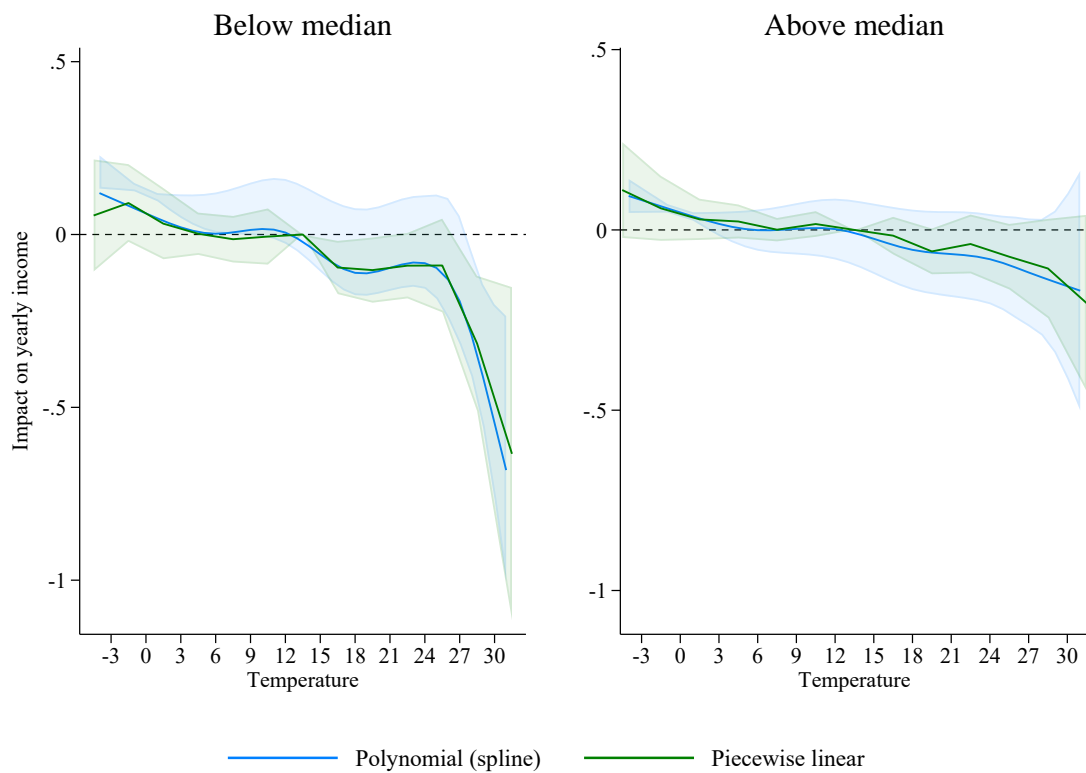 Below median
Above median
Impact on yearly income
.5
0
-.5
-1
-3 0 3 6 9 12 15 18 21 24 27 30
Temperature
.5
0
-.5
-1
-3 0 3 6 9 12 15 18 21 24 27 30
Temperature
Polynomial (spline)
Piecewise linear